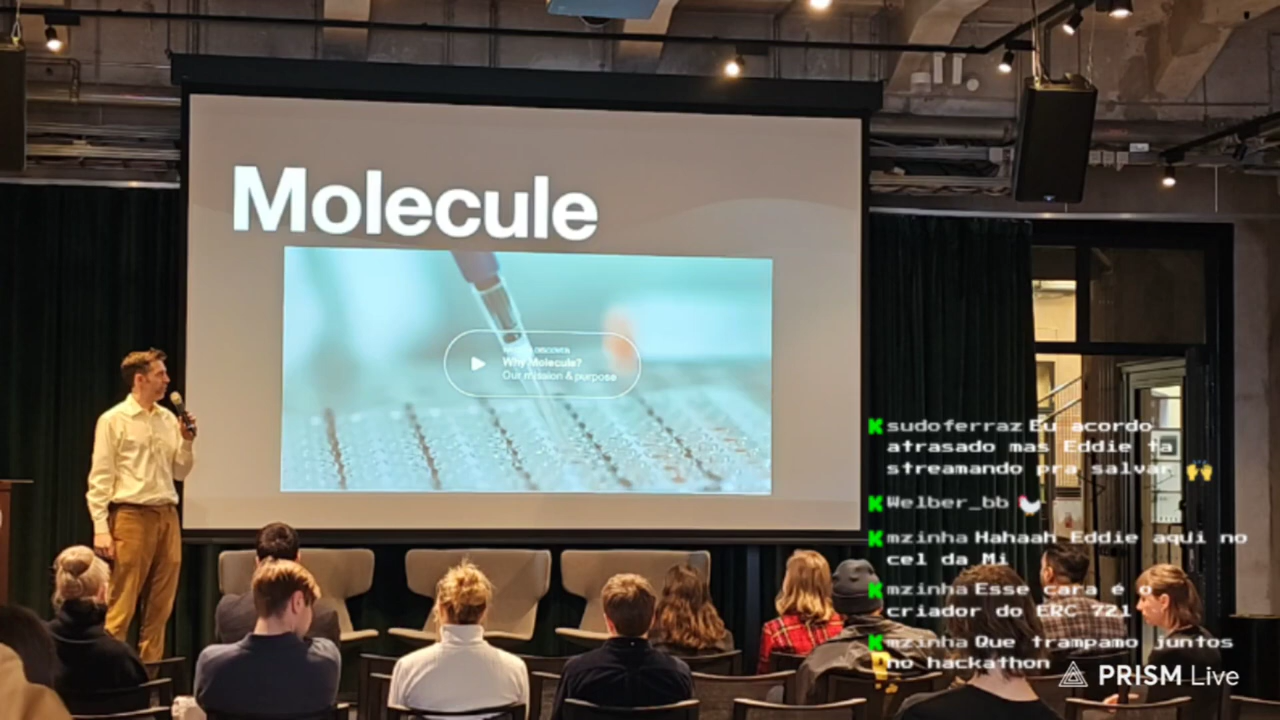 Molecule
DISCOVER
Why Molecule?
Our mission & purpose
sudoferraz Eu acordo
atrasado mas Eddie ta
streamando pra salvar 🙌
Welber_bb 🐔
mzinha Hahaah Eddie aqui no
cel da Mi
mzinha Esse cara é o
criador do ERC 721
mzinha Que trampamo juntos
no hackathon
PRISM Live